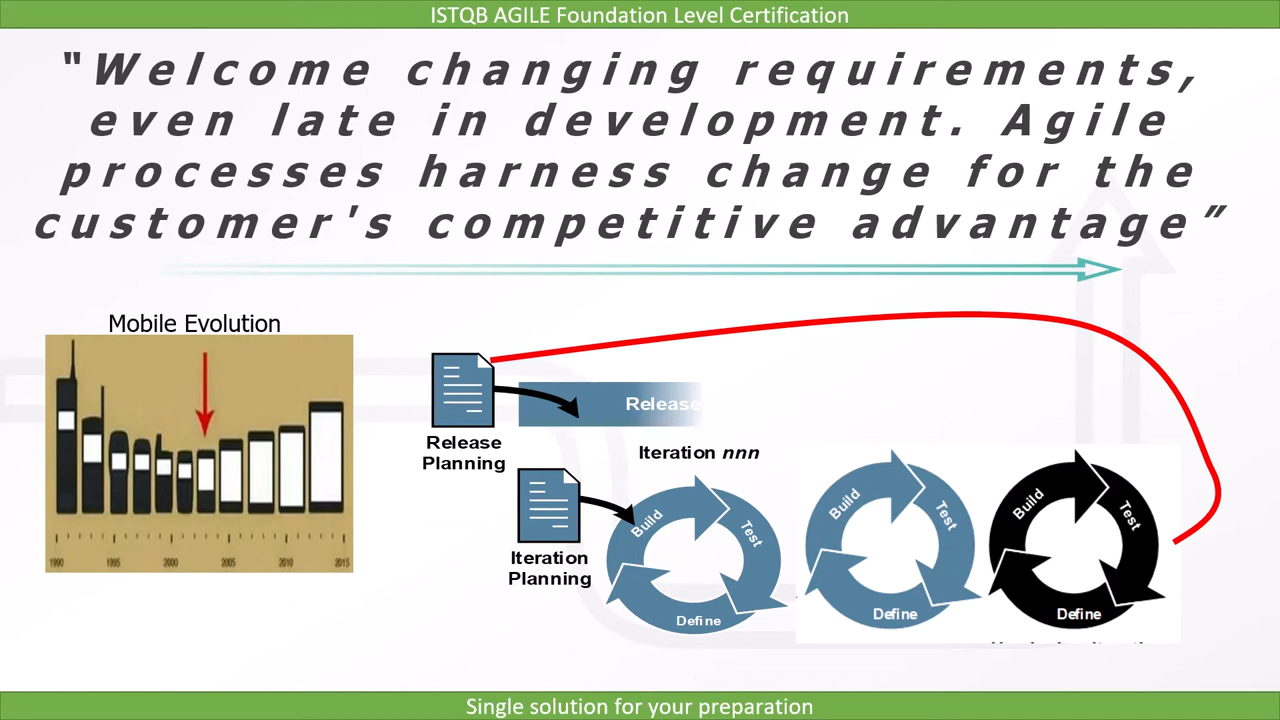 ISTQB AGILE Foundation Level Certification
"Welcome changing requirements,
even late in development. Agile
processes harness change for the
customer's competitive advantage”
Mobile Evolution
1990 1995 2000 2005 2010 2015
Release
Planning
Release
Iteration nnn
Iteration
Planning
Build
Test
Define
Build
Test
Define
Build
Test
Define
Single solution for your preparation